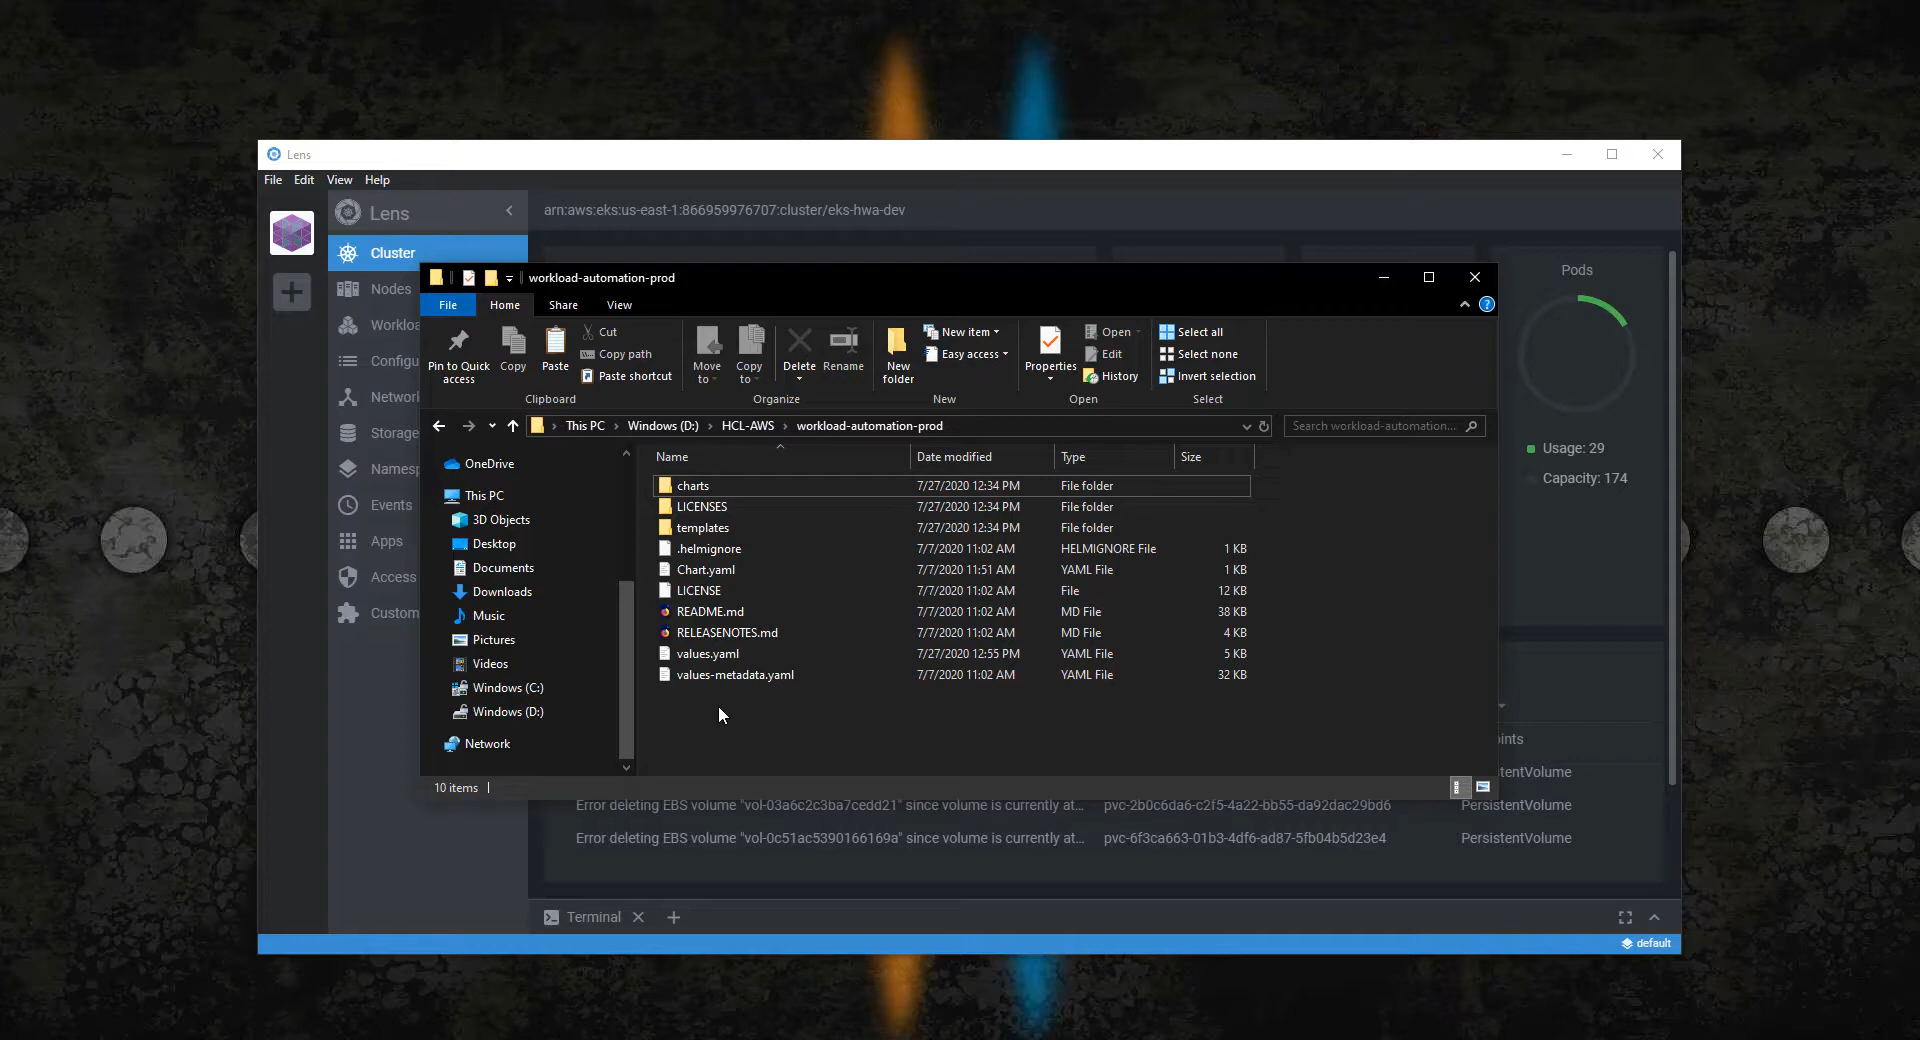 Lens
File Edit View Help
Lens
arn:aws:eks:us-east-1:866959976707:cluster/eks-hwa-dev
Cluster
Nodes
Workloa
Configu
Network
Storage
Namesp
Events
Apps
Access
Custom
Pods
Usage: 29
Capacity: 174
workload-automation-prod
File Home Share View
Pin to Quick access
Copy
Paste
Cut
Copy path
Paste shortcut
Clipboard
Move to
Copy to
Delete
Rename
Organize
New folder
New item
Easy access
New
Properties
Open
Edit
History
Open
Select all
Select none
Invert selection
Select
This PC Windows (D:) HCL-AWS workload-automation-prod
Search workload-automation...
OneDrive
This PC
3D Objects
Desktop
Documents
Downloads
Music
Pictures
Videos
Windows (C:)
Windows (D:)
Network
Name Date modified Type Size
charts 7/27/2020 12:34 PM File folder
LICENSES 7/27/2020 12:34 PM File folder
templates 7/27/2020 12:34 PM File folder
.helmignore 7/7/2020 11:02 AM HELMIGNORE File 1 KB
Chart.yaml 7/7/2020 11:51 AM YAML File 1 KB
LICENSE 7/7/2020 11:02 AM File 12 KB
README.md 7/7/2020 11:02 AM MD File 38 KB
RELEASENOTES.md 7/7/2020 11:02 AM MD File 4 KB
values.yaml 7/27/2020 12:55 PM YAML File 5 KB
values-metadata.yaml 7/7/2020 11:02 AM YAML File 32 KB
10 items
ints
tentVolume
Error deleting EBS volume "vol-03a6c2c3ba7cedd21" since volume is currently at... pvc-2b0c6da6-c2f5-4a22-bb55-da92dac29bd6 PersistentVolume
Error deleting EBS volume "vol-0c51ac5390166169a" since volume is currently at... pvc-6f3ca663-01b3-4df6-ad87-5fb04b5d23e4 PersistentVolume
Terminal
default